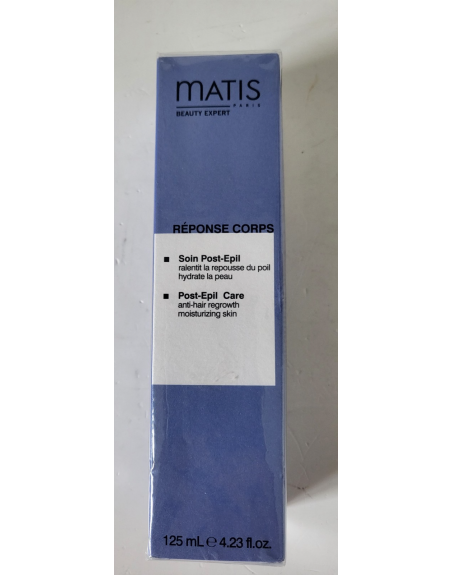 MATIS
PARIS
BEAUTY EXPERT
RÉPONSE CORPS
■ Soin Post-Epil
ralentit la repousse du poil
hydrate la peau
■ Post-Epil Care
anti-hair regrowth
moisturizing skin
125 mL ℮ 4.23 fl.oz.